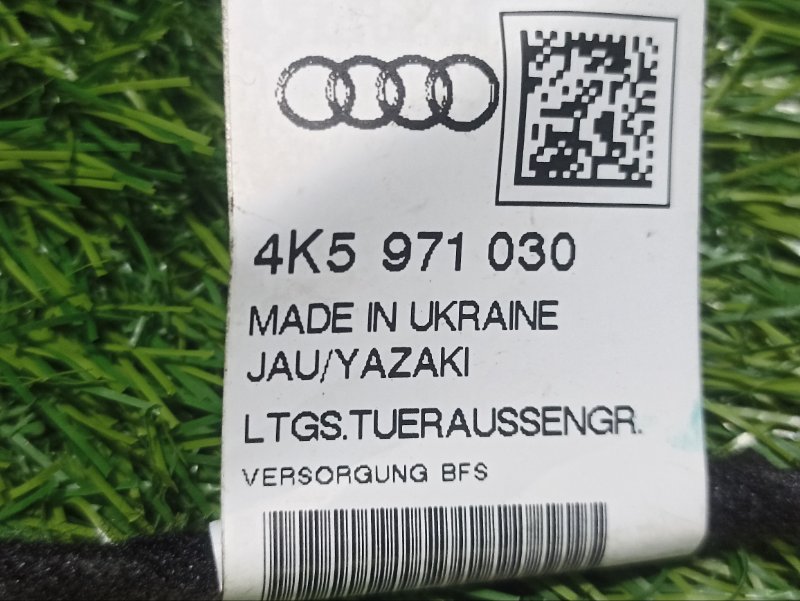 4K5 971 030
MADE IN UKRAINE
JAU/YAZAKI
LTGS.TUERAUSSENGR.
VERSORGUNG BFS